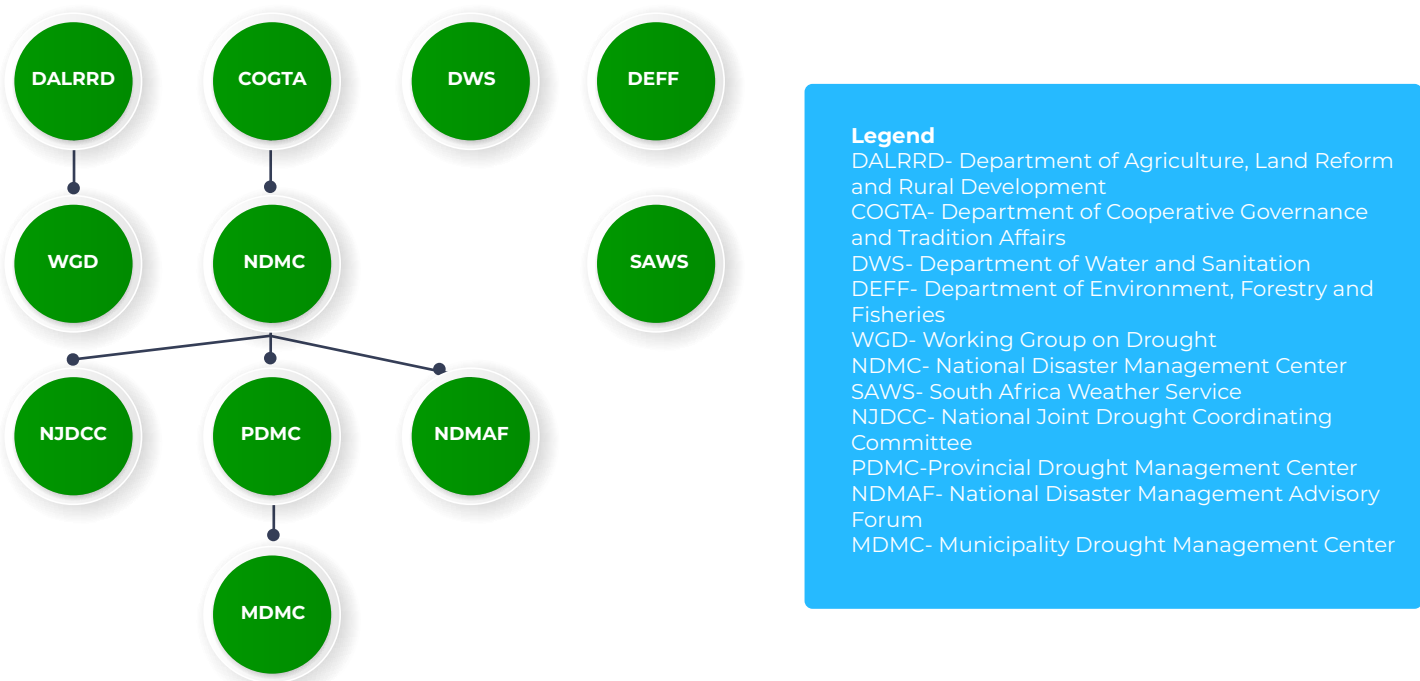 DALRRD
COGTA
DWS
DEFF
WGD
NDMC
SAWS
NJDCC
PDMC
NDMAF
MDMC
Legend
DALRRD- Department of Agriculture, Land Reform
and Rural Development
COGTA- Department of Cooperative Governance
and Tradition Affairs
DWS- Department of Water and Sanitation
DEFF- Department of Environment, Forestry and
Fisheries
WGD- Working Group on Drought
NDMC- National Disaster Management Center
SAWS- South Africa Weather Service
NJDCC- National Joint Drought Coordinating
Committee
PDMC-Provincial Drought Management Center
NDMAF- National Disaster Management Advisory
Forum
MDMC- Municipality Drought Management Center